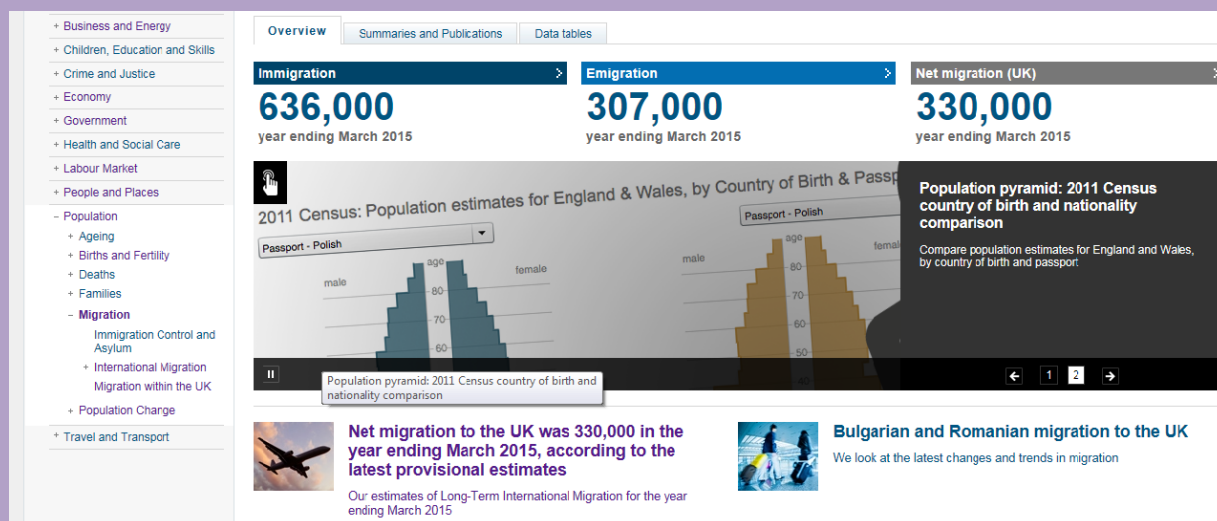 + Business and Energy
+ Children, Education and Skills
+ Crime and Justice
+ Economy
+ Government
+ Health and Social Care
+ Labour Market
+ People and Places
– Population
+ Ageing
+ Births and Fertility
+ Deaths
+ Families
– Migration
Immigration Control and
Asylum
+ International Migration
Migration within the UK
+ Population Change
+ Travel and Transport
Overview Summaries and Publications Data tables
Immigration
636,000
year ending March 2015
Emigration
307,000
year ending March 2015
Net migration (UK)
330,000
year ending March 2015
2011 Census: Population estimates for England & Wales, by Country of Birth &
Passport - Polish
male
age
female
80
70
60
Passport - Polish
male
age
80
70
60
50
40
Population pyramid: 2011 Census
country of birth and nationality
comparison
Compare population estimates for England and Wales,
by country of birth and passport
1 2
Population pyramid: 2011 Census country of birth and
nationality comparison
Net migration to the UK was 330,000 in the
year ending March 2015, according to the
latest provisional estimates
Our estimates of Long-Term International Migration for the year
ending March 2015
Bulgarian and Romanian migration to the UK
We look at the latest changes and trends in migration